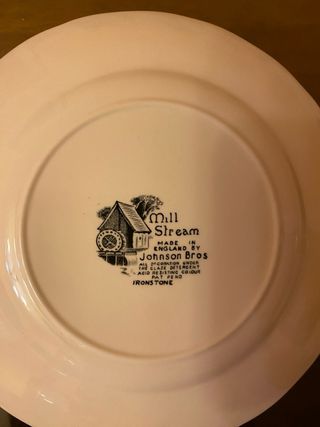 Mill
Stream
MADE IN
ENGLAND BY
Johnson Bros
ALL DECORATION UNDER
THE GLAZE DETERGENT
& ACID RESISTING COLOUR
PAT PEND
IRONSTONE